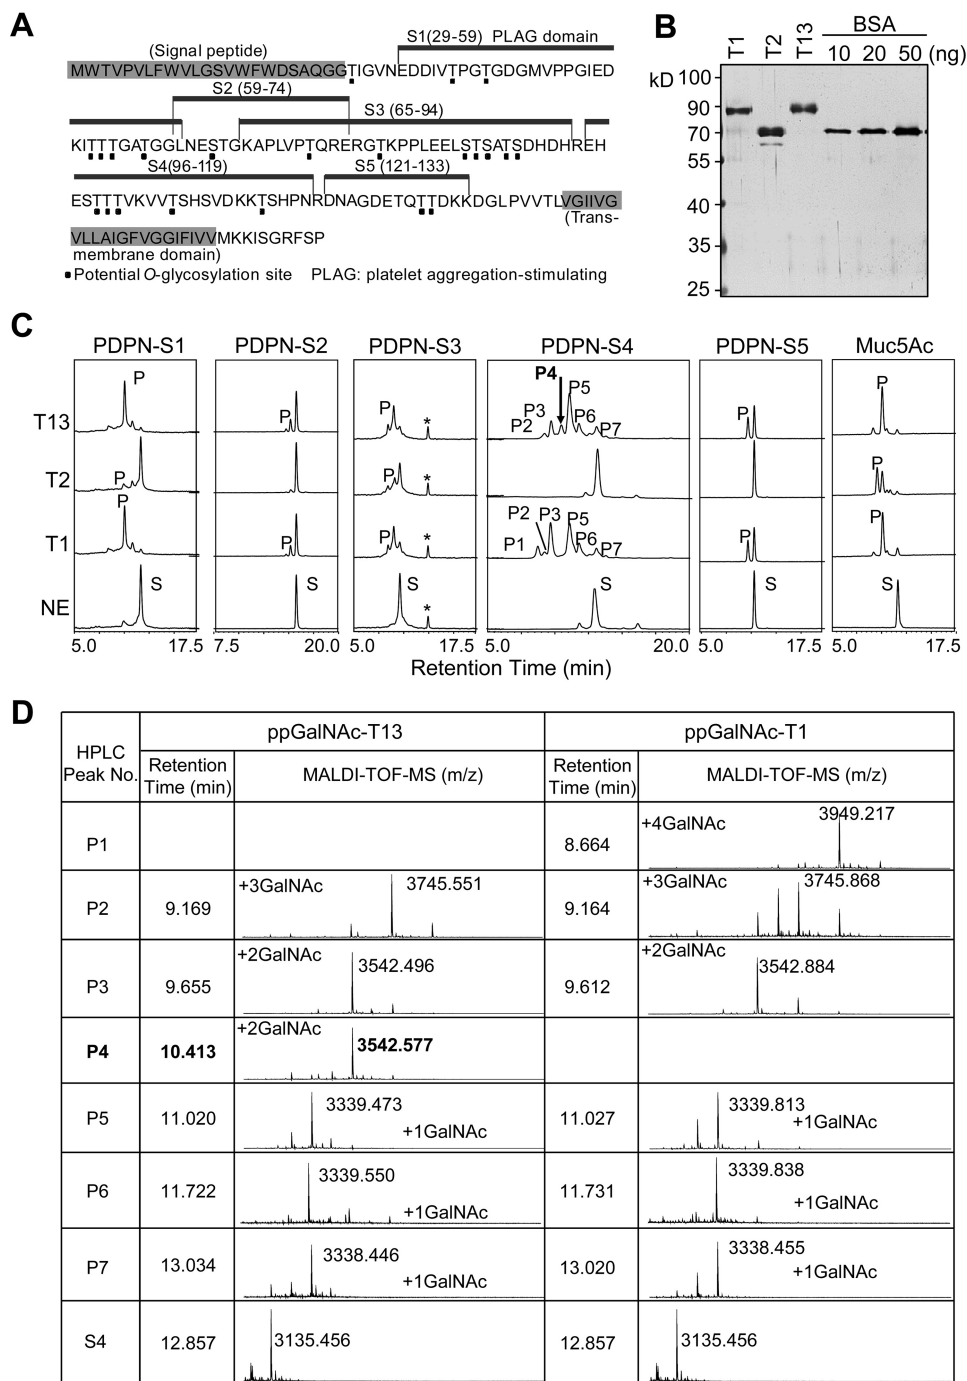 A
(Signal peptide)
S1(29-59) PLAG domain
MWTVPVLFWVLGSVWFWDSAQGGTIGVNEDDIVTPGTGDGMVPPGIED
S2 (59-74)
S3 (65-94)
KITTTGATGGLNESTGKAPLVPTQRERGTKPPLEELSTSATSDHDHREH
S4(96-119)
S5 (121-133)
ESTTTVKVVTSHSVDKKTSHPNRDNAGDETQTTDKKDGLPVVTLVGIIVG
(Trans-
VLLAIGFVGGIFIVVMKKISGRFSP
membrane domain)
Potential O-glycosylation site PLAG: platelet aggregation-stimulating
B
T1 T2 T13 BSA
10 20 50 (ng)
kD 100
90
70
55
40
35
25
C
PDPN-S1 PDPN-S2 PDPN-S3 PDPN-S4 PDPN-S5 Muc5Ac
T13 P P P * P2 P3 P4 P5 P6 P7 P P
T2 P P * P
T1 P P P * P1 P2 P3 P5 P6 P7 P P
NE S S S * S S S
5.0 17.5 7.5 20.0 5.0 17.5 5.0 20.0 5.0 17.5 5.0 17.5
Retention Time (min)
D
HPLC Peak No. ppGalNAc-T13 ppGalNAc-T1
Retention Time (min) MALDI-TOF-MS (m/z) Retention Time (min) MALDI-TOF-MS (m/z)
P1 8.664 +4GalNAc 3949.217
P2 9.169 +3GalNAc 3745.551 9.164 +3GalNAc 3745.868
P3 9.655 +2GalNAc 3542.496 9.612 +2GalNAc 3542.884
P4 10.413 +2GalNAc 3542.577
P5 11.020 3339.473 +1GalNAc 11.027 3339.813 +1GalNAc
P6 11.722 3339.550 +1GalNAc 11.731 3339.838 +1GalNAc
P7 13.034 3338.446 +1GalNAc 13.020 3338.455 +1GalNAc
S4 12.857 3135.456 12.857 3135.456